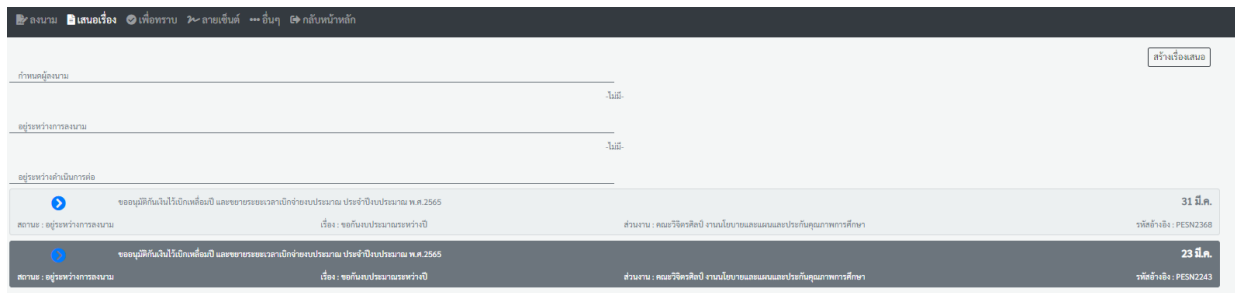 ลงนาม เสนอเรื่อง เพื่อทราบ ลายเซ็นต์ อื่นๆ กลับหน้าหลัก
สร้างเรื่องเสนอ
กำหนดผู้ลงนาม
-ไม่มี-
อยู่ระหว่างการลงนาม
-ไม่มี-
อยู่ระหว่างดำเนินการต่อ
ขออนุมัติกันเงินไว้เบิกเหลื่อมปี และขยายระยะเวลาเบิกจ่ายงบประมาณ ประจำปีงบประมาณ พ.ศ.2565 31 มี.ค.
สถานะ : อยู่ระหว่างการลงนาม เรื่อง : ขอกันงบประมาณระหว่างปี ส่วนงาน : คณะวิจิตรศิลป์ งานนโยบายและแผนและประกันคุณภาพการศึกษา รหัสอ้างอิง : PESN2368
ขออนุมัติกันเงินไว้เบิกเหลื่อมปี และขยายระยะเวลาเบิกจ่ายงบประมาณ ประจำปีงบประมาณ พ.ศ.2565 23 มี.ค.
สถานะ : อยู่ระหว่างการลงนาม เรื่อง : ขอกันงบประมาณระหว่างปี ส่วนงาน : คณะวิจิตรศิลป์ งานนโยบายและแผนและประกันคุณภาพการศึกษา รหัสอ้างอิง : PESN2243